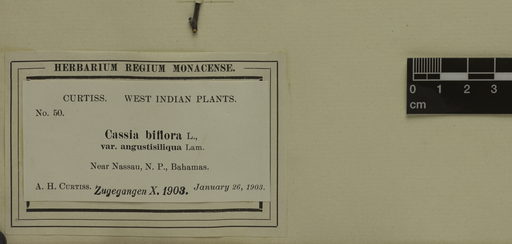 HERBARIUM REGIUM MONACENSE.
CURTISS. WEST INDIAN PLANTS.
No. 50.
Cassia biflora L.,
var. angustisiliqua Lam.
Near Nassau, N. P., Bahamas.
A. H. CURTISS. Zugegangen X. 1903. January 26, 1903.
0 1 2 3
cm